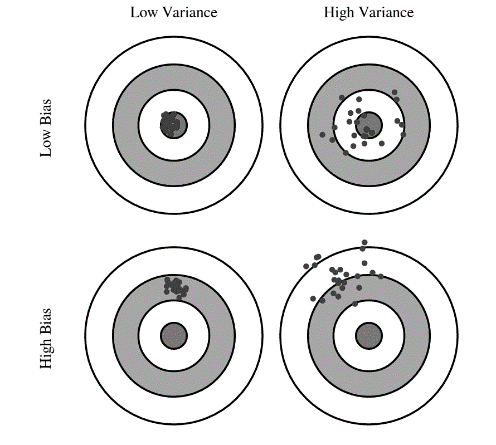 Low Variance
High Variance
Low Bias
High Bias